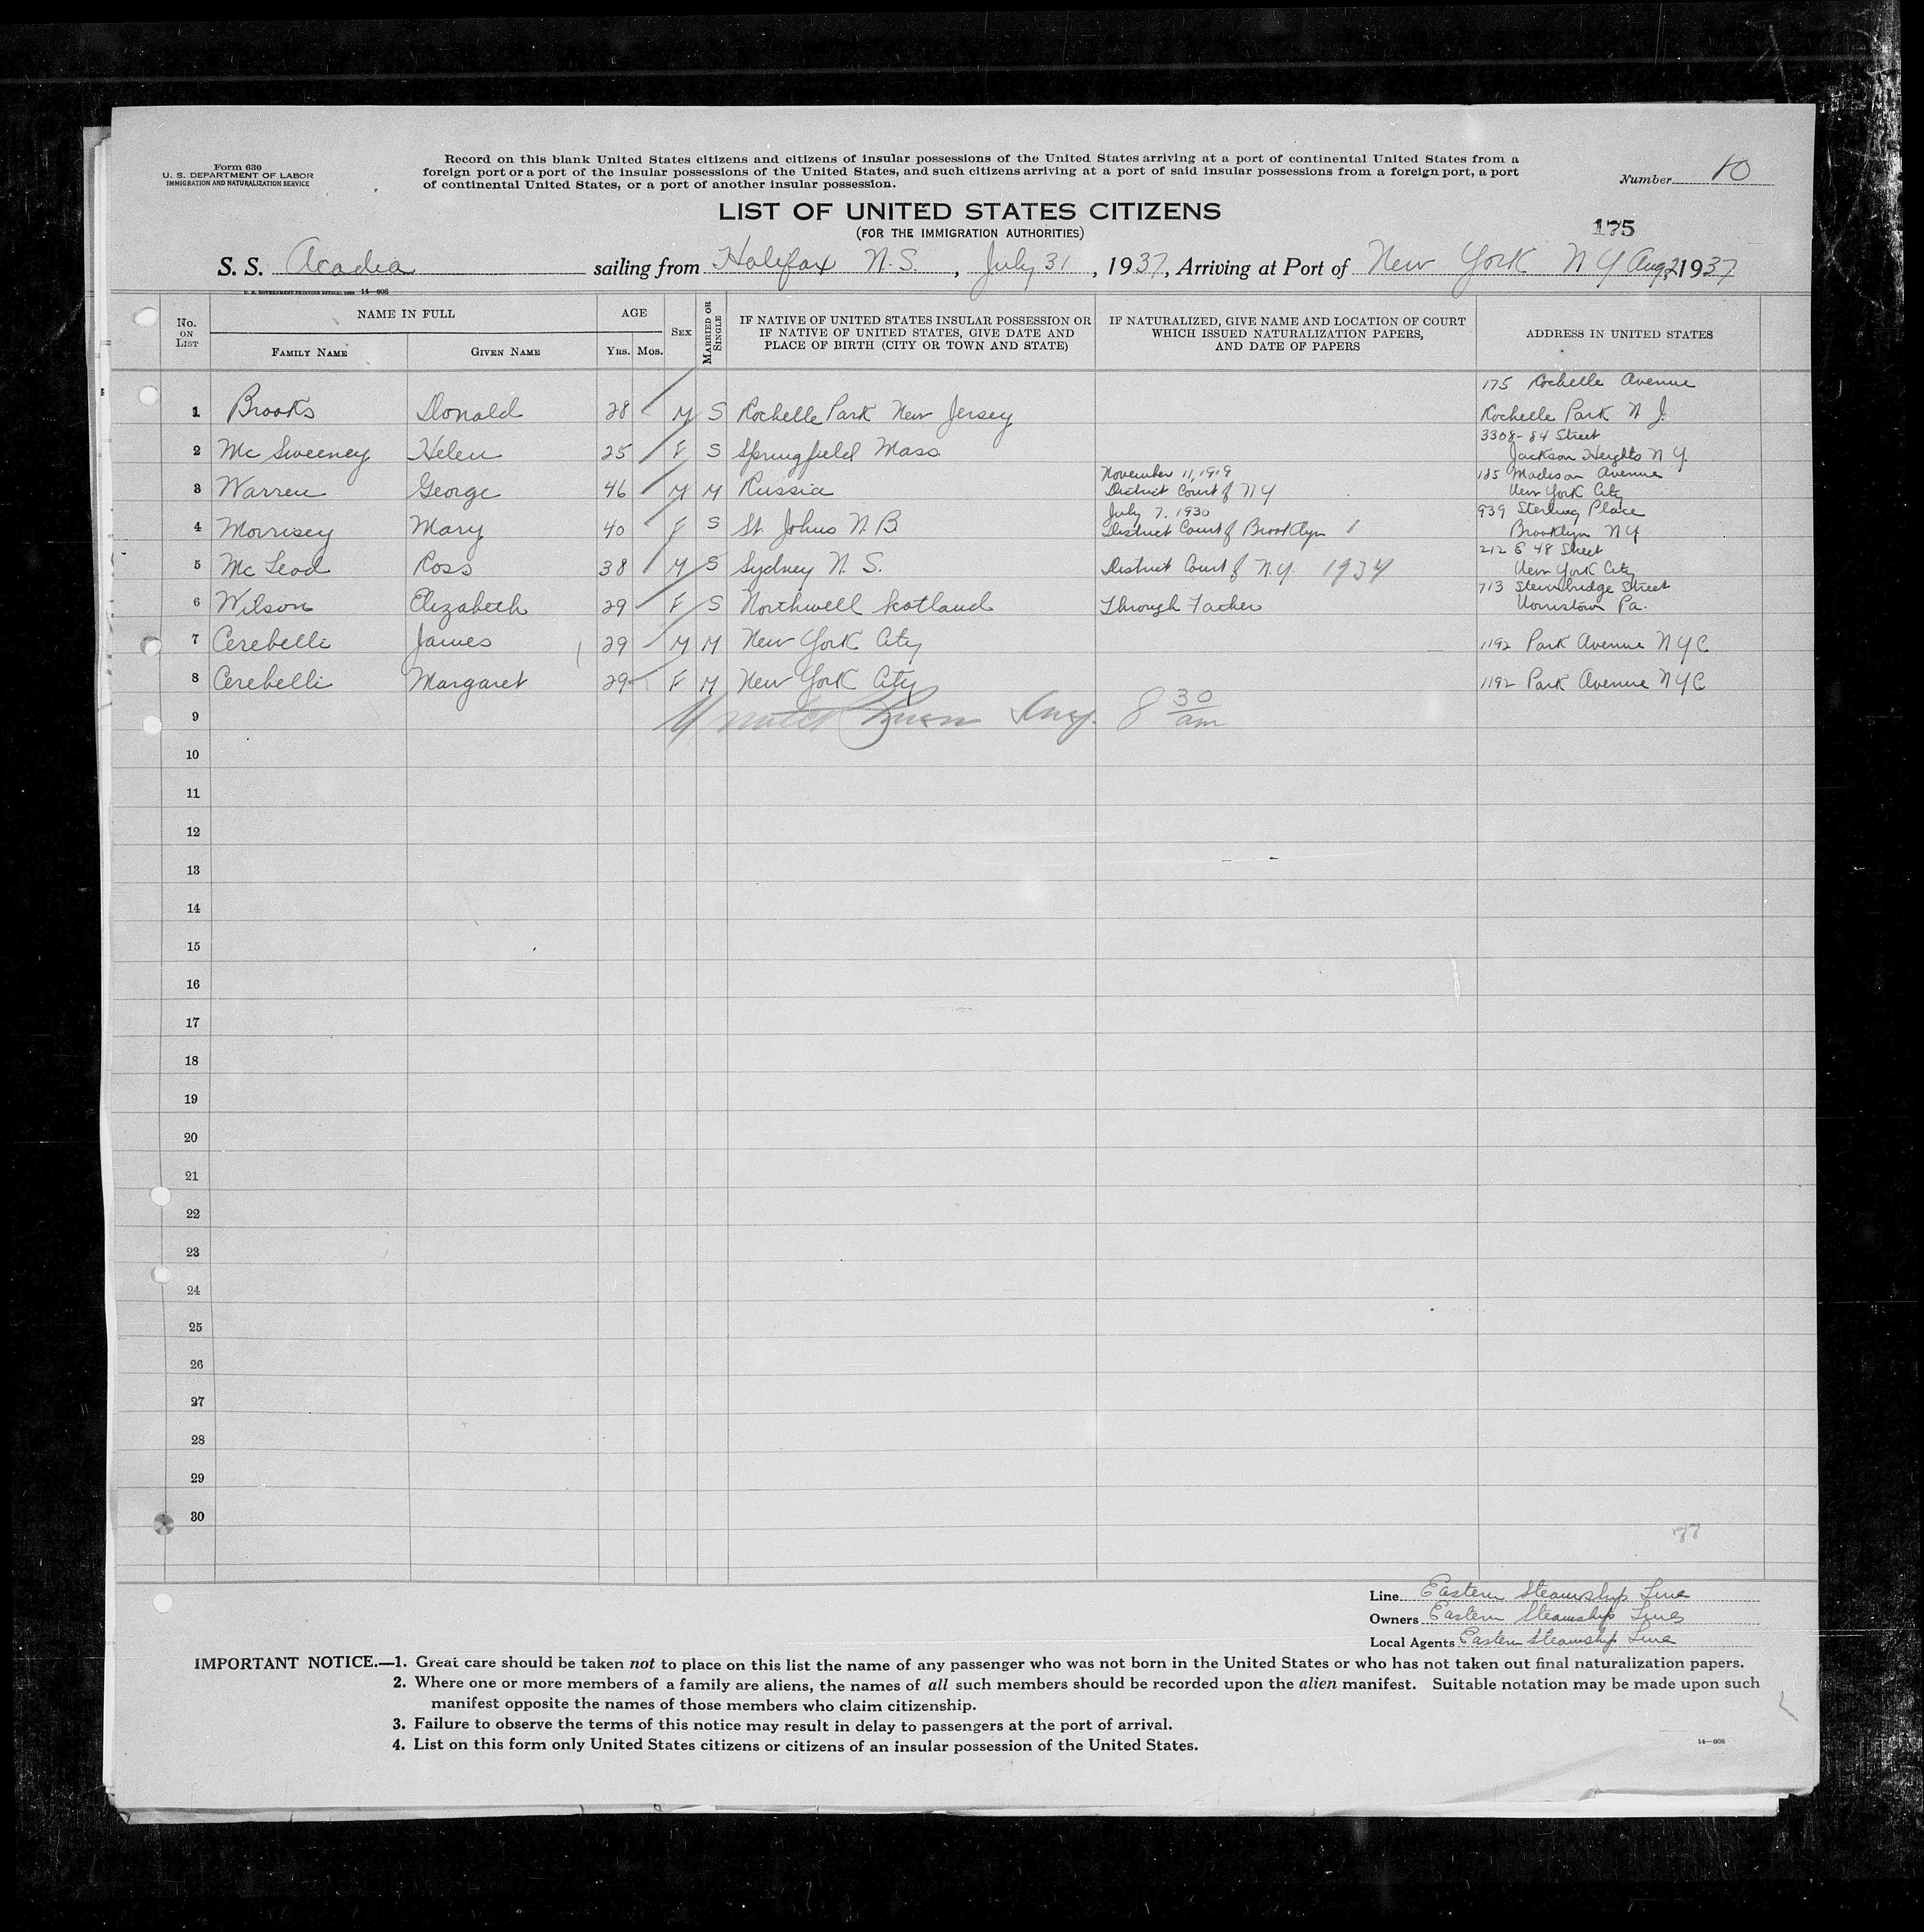 Form 630
U. S. DEPARTMENT OF LABOR
IMMIGRATION AND NATURALIZATION SERVICE
Record on this blank United States citizens and citizens of insular possessions of the United States arriving at a port of continental United States from a
foreign port or a port of the insular possessions of the United States, and such citizens arriving at a port of said insular possessions from a foreign port, a port
of continental United States, or a port of another insular possession.
Number 10
LIST OF UNITED STATES CITIZENS
(FOR THE IMMIGRATION AUTHORITIES)
175
S. S. Acadia sailing from Halifax N.S., July 31, 1937, Arriving at Port of New York N Y Aug 2 1937
U. S. GOVERNMENT PRINTING OFFICE 14—608
No. ON LIST
NAME IN FULL
FAMILY NAME
GIVEN NAME
AGE
YRS. MOS.
SEX
MARRIED OR SINGLE
IF NATIVE OF UNITED STATES INSULAR POSSESSION OR
IF NATIVE OF UNITED STATES, GIVE DATE AND
PLACE OF BIRTH (CITY OR TOWN AND STATE)
IF NATURALIZED, GIVE NAME AND LOCATION OF COURT
WHICH ISSUED NATURALIZATION PAPERS,
AND DATE OF PAPERS
ADDRESS IN UNITED STATES
175 Rochelle Avenue
1 Brooks Donald 28 M S Rochelle Park New Jersey Rochelle Park N J.
3308-84 Street
2 Mc Sweeney Helen 25 F S Springfield Mass Jackson Heights N Y.
November 11, 1919 185 Madison Avenue
3 Warren George 46 M M Russia District Court of N Y New York City
July 7. 1930 939 Sterling Place
4 Morrisey Mary 40 F S St. Johns N B District Court of Brooklyn Brooklyn N Y
212 E 48 Street
5 Mc Leod Ross 38 M S Sydney N. S. District Court of N.Y. 1934 New York City
713 Steinbridge Street
6 Wilson Elizabeth 29 F S Northwell Scotland Through Father Norristown Pa.
7 Cerebelli James 29 M M New York City 1192 Park Avenue N Y C
8 Cerebelli Margaret 29 F M New York City 1192 Park Avenue N Y C
9 Insp. 8 30 am
10
11
12
13
14
15
16
17
18
19
20
21
22
23
24
25
26
27
28
29
30
Line Eastern Steamship Line
Owners Eastern Steamship Lines
Local Agents Eastern Steamship Line
IMPORTANT NOTICE.—1. Great care should be taken not to place on this list the name of any passenger who was not born in the United States or who has not taken out final naturalization papers.
2. Where one or more members of a family are aliens, the names of all such members should be recorded upon the alien manifest. Suitable notation may be made upon such
manifest opposite the names of those members who claim citizenship.
3. Failure to observe the terms of this notice may result in delay to passengers at the port of arrival.
4. List on this form only United States citizens or citizens of an insular possession of the United States.
14—608